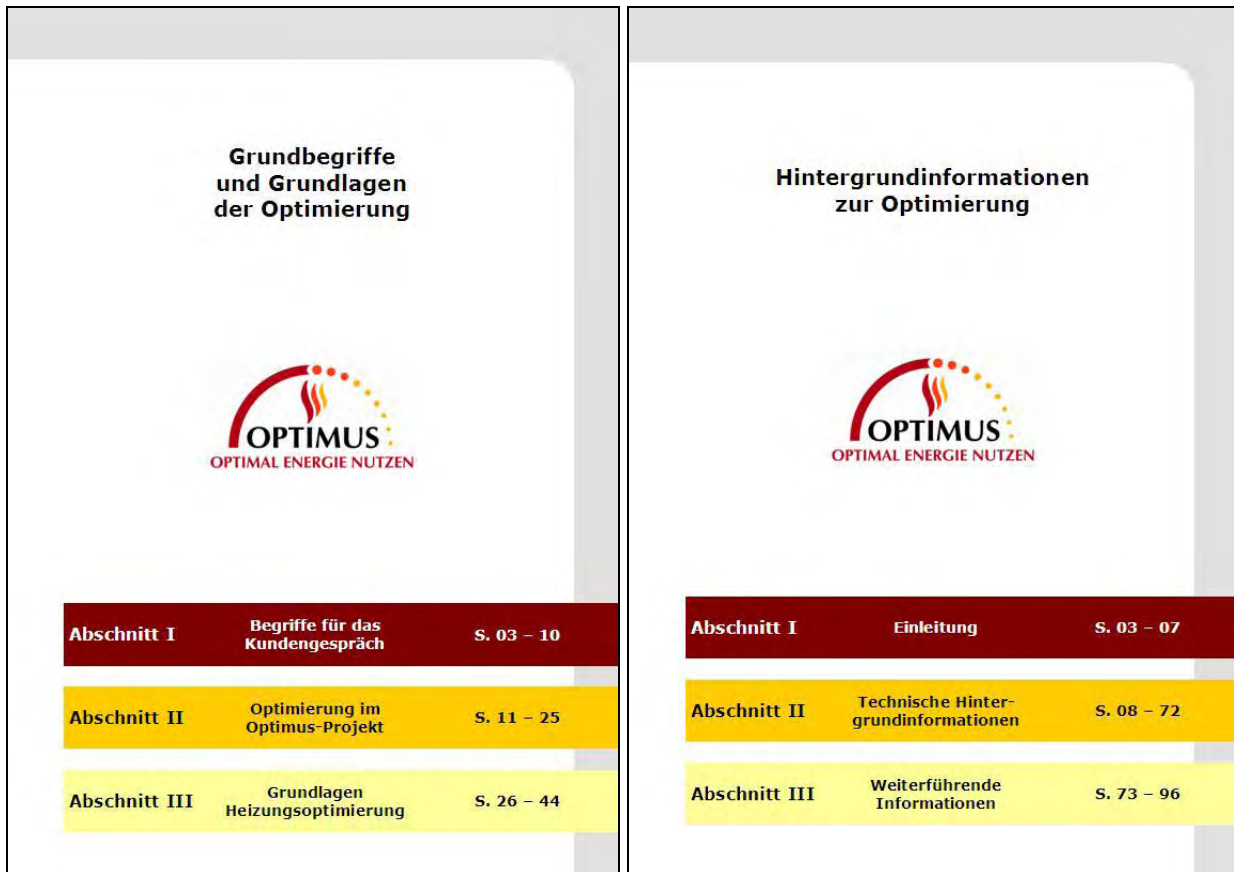 Grundbegriffe
und Grundlagen
der Optimierung
OPTIMUS
OPTIMAL ENERGIE NUTZEN
Abschnitt I
Begriffe für das
Kundengespräch
S. 03 – 10
Abschnitt II
Optimierung im
Optimus-Projekt
S. 11 – 25
Abschnitt III
Grundlagen
Heizungsoptimierung
S. 26 – 44
Hintergrundinformationen
zur Optimierung
OPTIMUS
OPTIMAL ENERGIE NUTZEN
Abschnitt I
Einleitung
S. 03 – 07
Abschnitt II
Technische Hinter-
grundinformationen
S. 08 – 72
Abschnitt III
Weiterführende
Informationen
S. 73 – 96